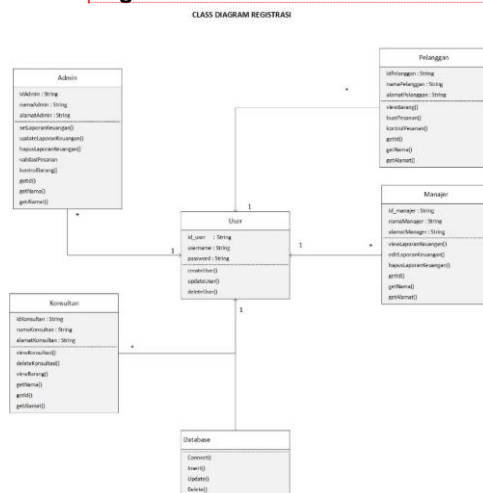 CLASS DIAGRAM REGISTRASI
Admin
idAdmin : String
namaAdmin : String
alamatAdmin : String
setLaporanKeuangan()
updateLaporanKeuangan()
hapusLaporanKeuangan()
validasiPesanan
kontrolBarang()
getId()
getNama()
getAlamat()
*
1
Pelanggan
idPelanggan : String
namaPelanggan : String
alamatPelanggan : String
viewBarang()
buatPesanan()
kontrolPesanan()
getId()
getNama()
getAlamat()
*
1
User
id_user : String
username : String
password : String
createUser()
updateUser()
deleteUser()
1
Manajer
id_manajer : String
namaManager : String
alamatManager : String
viewLaporanKeuangan()
editLaporanKeuangan()
hapusLaporanKeuangan()
getId()
getNama()
getAlamat()
*
1
Konsultan
idKonsultan : String
namaKonsultan : String
alamatKonsultan : String
viewKonsultasi()
deleteKonsultasi()
viewBarang()
getNama()
getId()
getAlamat()
*
Database
Connect()
Insert()
Update()
Delete()